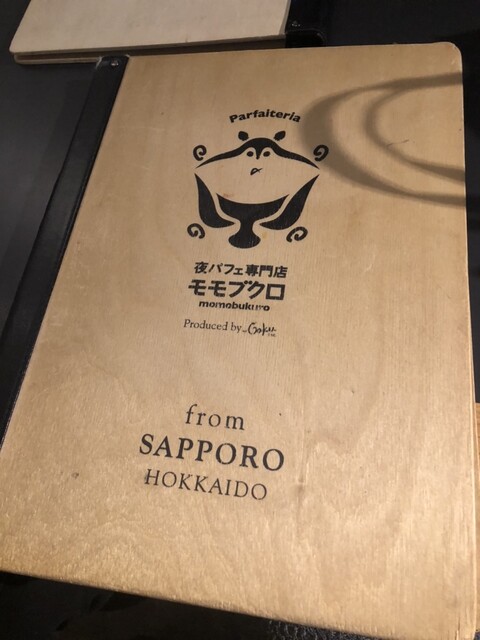 Parfaiteria
夜パフェ専門店
モモブクロ
momobukuro
Produced by
from
SAPPORO
HOKKAIDO